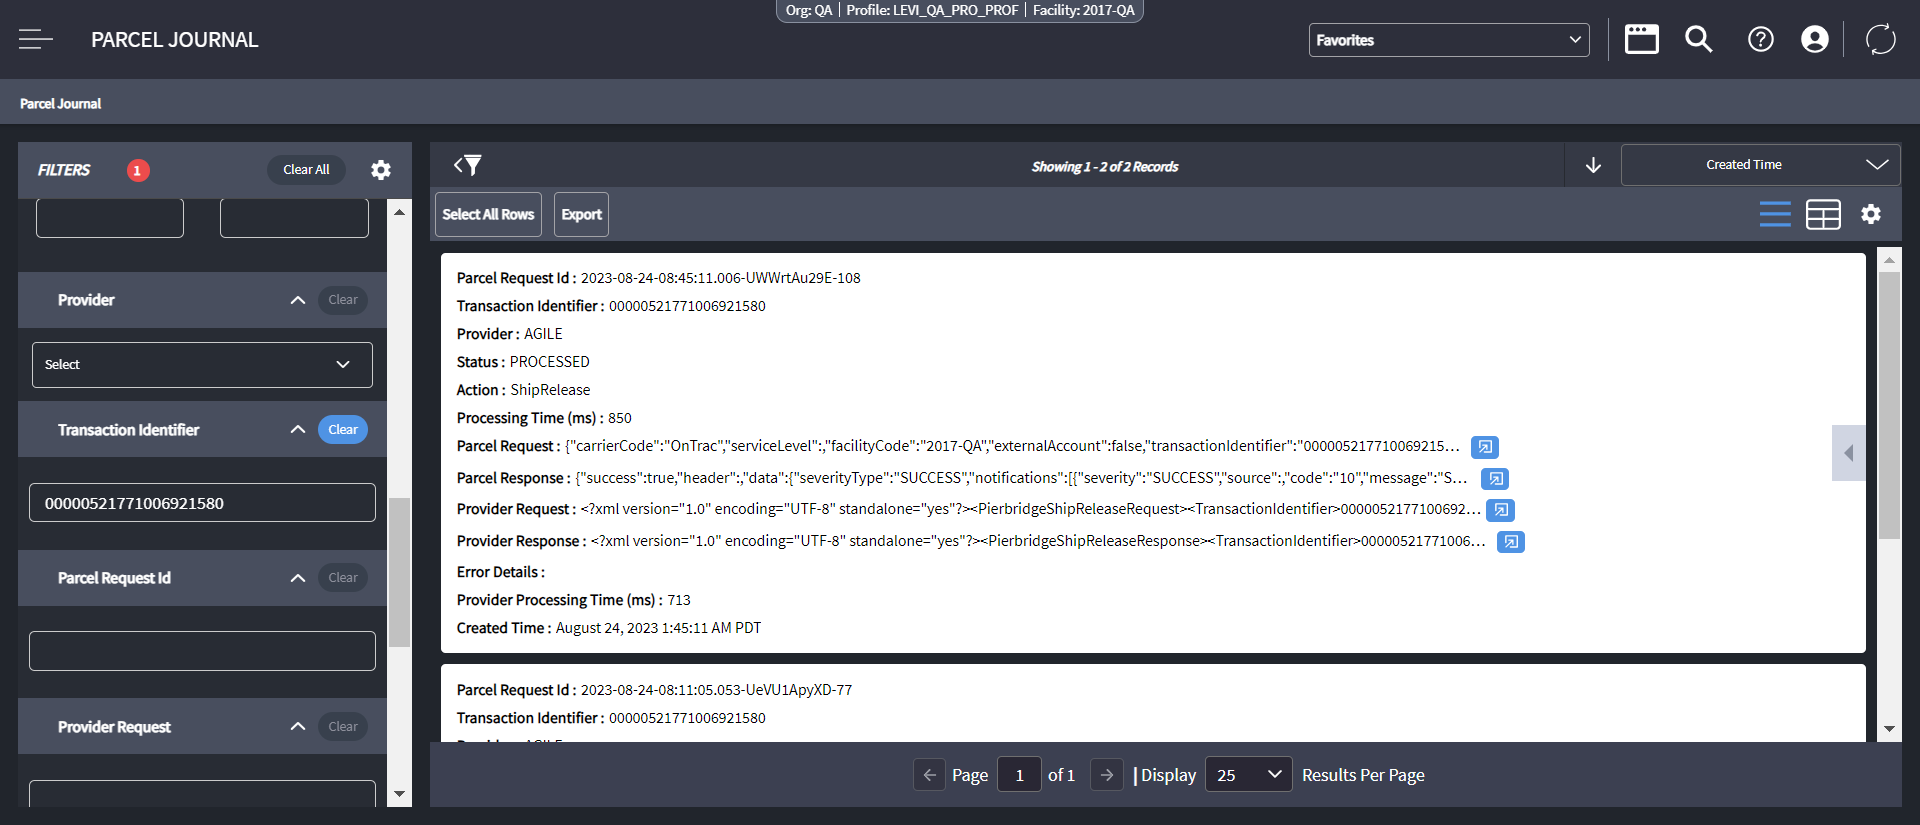 Org: QA | Profile: LEVI_QA_PRO_PROF | Facility: 2017-QA
PARCEL JOURNAL
Favorites
Parcel Journal
FILTERS
1
Clear All
Showing 1 - 2 of 2 Records
Created Time
Select All Rows
Export
Provider
Clear
Select
Transaction Identifier
Clear
00000521771006921580
Parcel Request Id
Clear
Provider Request
Clear
Parcel Request Id : 2023-08-24-08:45:11.006-UWWrtAu29E-108
Transaction Identifier : 00000521771006921580
Provider : AGILE
Status : PROCESSED
Action : ShipRelease
Processing Time (ms) : 850
Parcel Request : {"carrierCode":"OnTrac","serviceLevel":,"facilityCode":"2017-QA","externalAccount":false,"transactionIdentifier":"000005217710069215...
Parcel Response : {"success":true,"header":,"data":{"severityType":"SUCCESS","notifications":[{"severity":"SUCCESS","source":,"code":"10","message":"S...
Provider Request : <?xml version="1.0" encoding="UTF-8" standalone="yes"?><PierbridgeShipReleaseRequest><TransactionIdentifier>0000052177100692...
Provider Response : <?xml version="1.0" encoding="UTF-8" standalone="yes"?><PierbridgeShipReleaseResponse><TransactionIdentifier>00000521771006...
Error Details :
Provider Processing Time (ms) : 713
Created Time : August 24, 2023 1:45:11 AM PDT
Parcel Request Id : 2023-08-24-08:11:05.053-UeVU1ApyXD-77
Transaction Identifier : 00000521771006921580
Page 1 of 1 | Display 25 Results Per Page